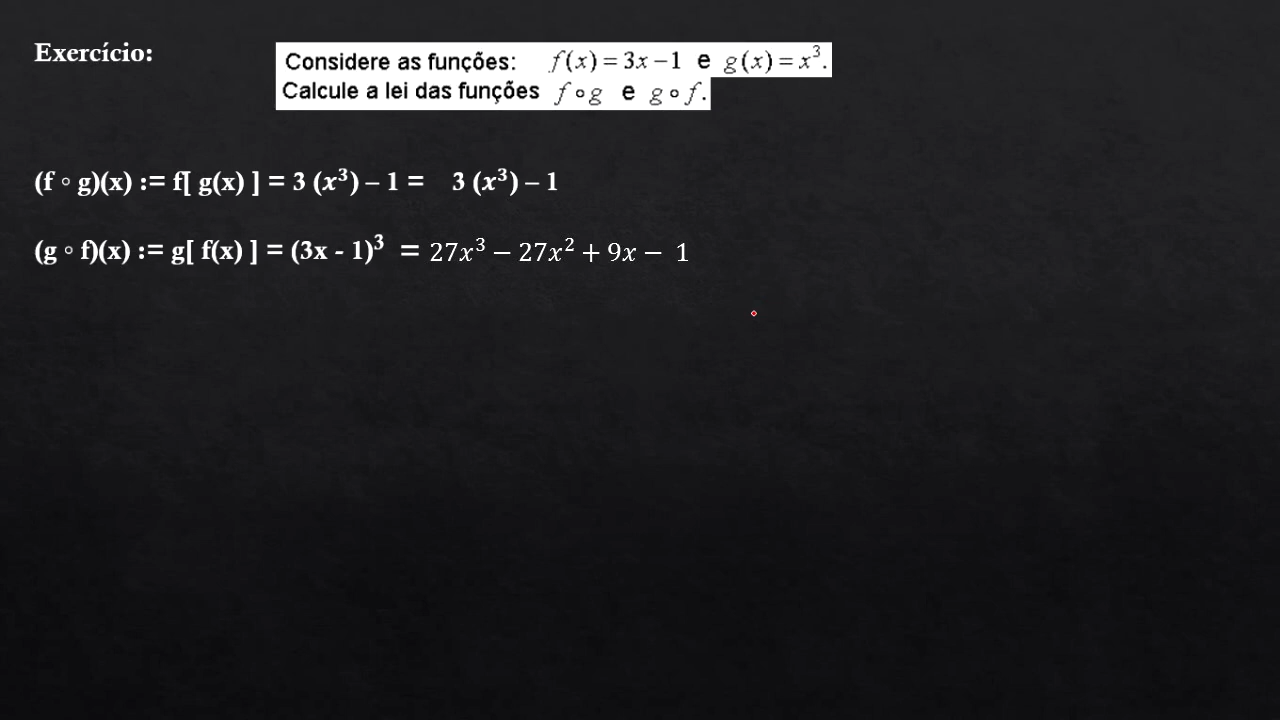 Exercício:
Considere as funções: f(x) = 3x − 1 e g(x) = x³.
Calcule a lei das funções f∘g e g∘f.
(f ∘ g)(x) := f[ g(x) ] = 3 (x³) – 1 = 3 (x³) – 1
(g ∘ f)(x) := g[ f(x) ] = (3x - 1)³ = 27x³ − 27x² + 9x − 1